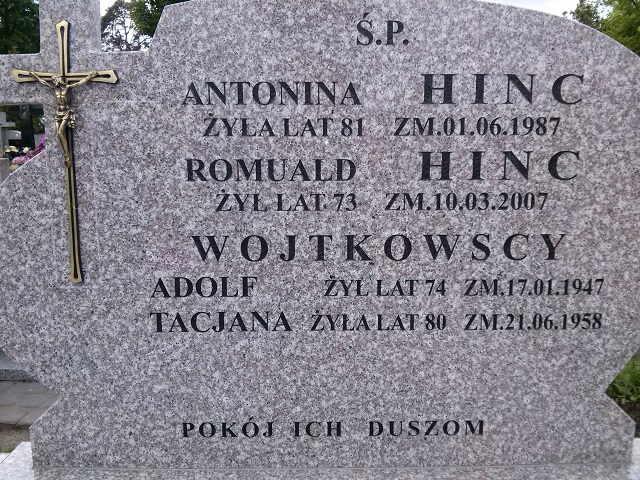 Ś.P.
ANTONINA HINC
ŻYŁA LAT 81 ZM.01.06.1987
ROMUALD HINC
ŻYŁ LAT 73 ZM.10.03.2007
WOJTKOWSCY
ADOLF ŻYŁ LAT 74 ZM.17.01.1947
TACJANA ŻYŁA LAT 80 ZM.21.06.1958
POKÓJ ICH DUSZOM